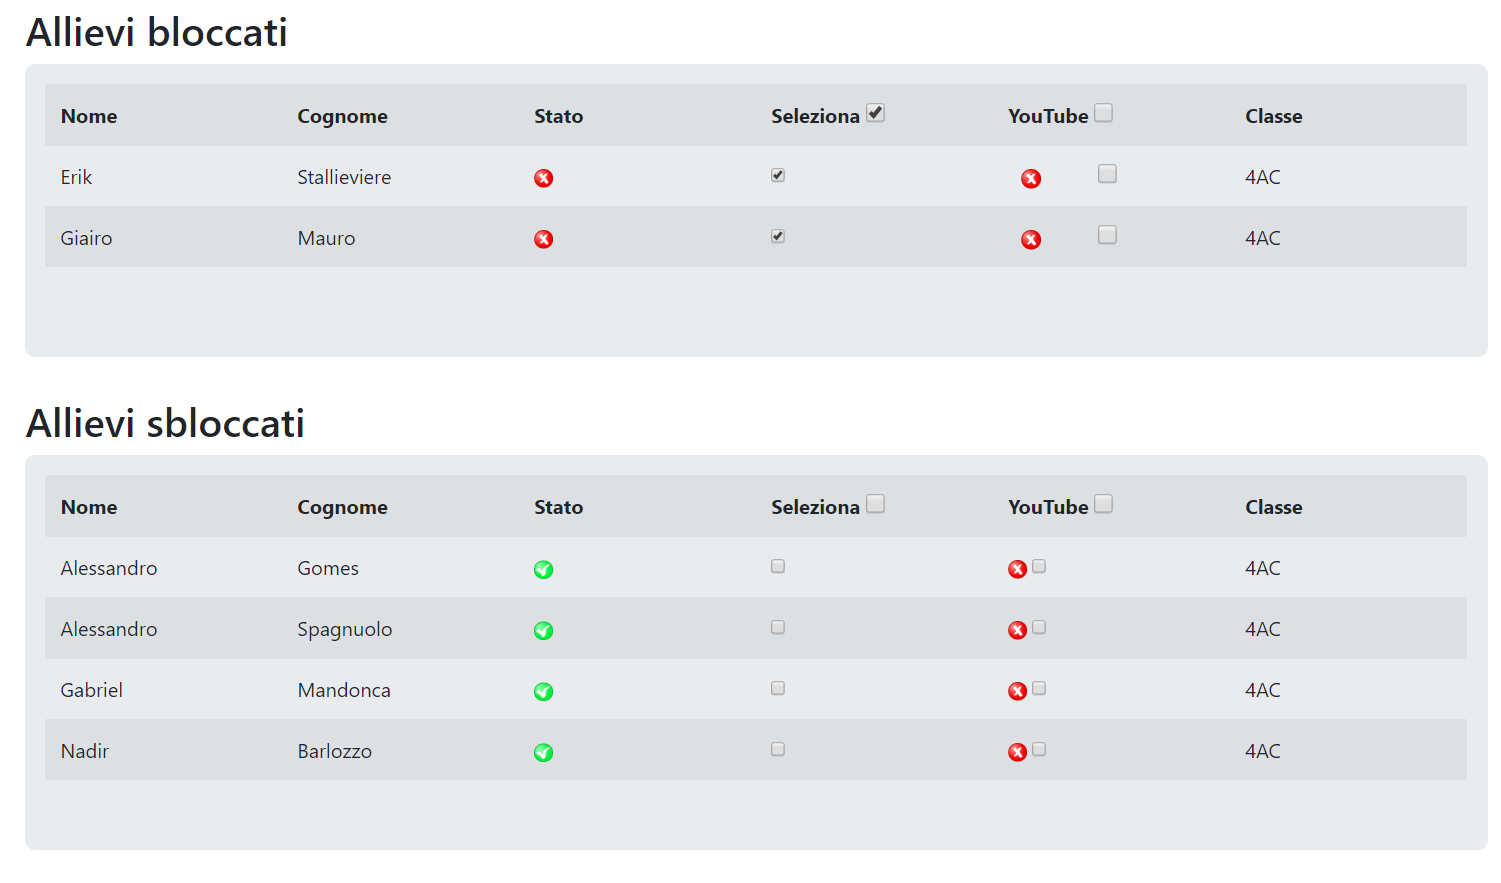 Allievi bloccati
Nome Cognome Stato Seleziona YouTube Classe
Erik Stallieviere 4AC
Giairo Mauro 4AC
Allievi sbloccati
Nome Cognome Stato Seleziona YouTube Classe
Alessandro Gomes 4AC
Alessandro Spagnuolo 4AC
Gabriel Mandonca 4AC
Nadir Barlozzo 4AC